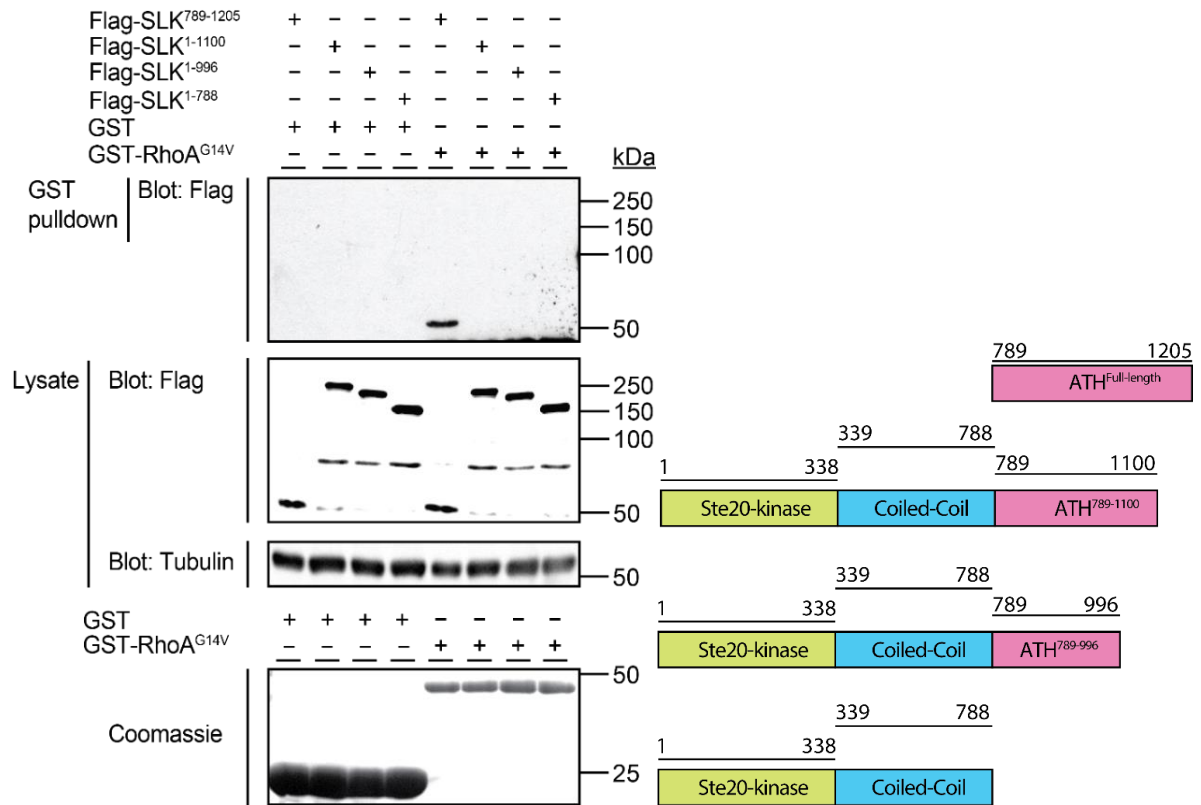 Flag-SLK789-1205 + − − − + − − −
Flag-SLK1-1100 − + − − − + − −
Flag-SLK1-996 − − + − − − + −
Flag-SLK1-788 − − − + − − − +
GST + + + + − − − −
GST-RhoAG14V − − − − + + + +
kDa
GST pulldown
Blot: Flag
250
150
100
50
Lysate
Blot: Flag
250
150
100
50
Blot: Tubulin
50
GST + + + + − − − −
GST-RhoAG14V − − − − + + + +
Coomassie
50
25
789 1205
ATHFull-length
339 788
1 338
789 1100
Ste20-kinase Coiled-Coil ATH789-1100
339 788
1 338 789 996
Ste20-kinase Coiled-Coil ATH789-996
339 788
1 338
Ste20-kinase Coiled-Coil